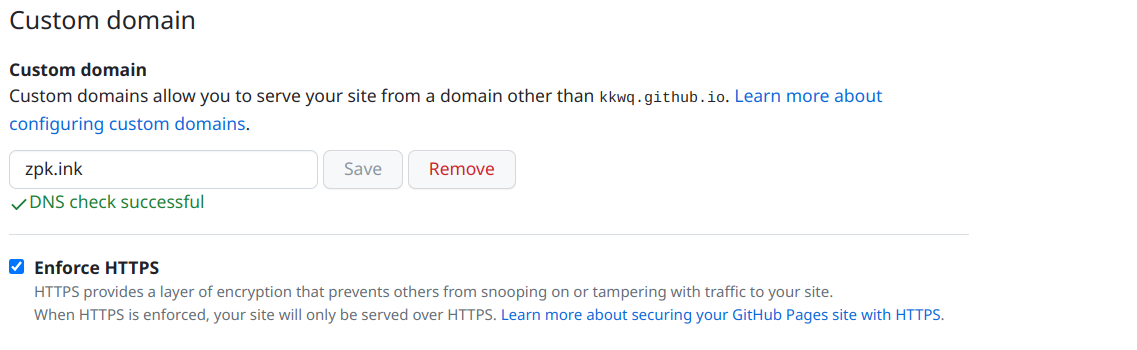 Custom domain
Custom domain
Custom domains allow you to serve your site from a domain other than kkwq.github.io. Learn more about
configuring custom domains.
zpk.ink Save Remove
DNS check successful
Enforce HTTPS
HTTPS provides a layer of encryption that prevents others from snooping on or tampering with traffic to your site.
When HTTPS is enforced, your site will only be served over HTTPS. Learn more about securing your GitHub Pages site with HTTPS.